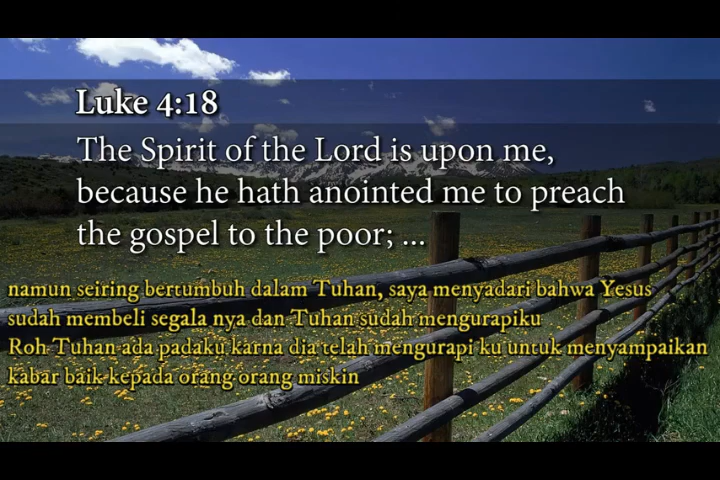 Luke 4:18
The Spirit of the Lord is upon me,
because he hath anointed me to preach
the gospel to the poor; ...
namun seiring bertumbuh dalam Tuhan, saya menyadari bahwa Yesus
sudah membeli segala nya dan Tuhan sudah mengurapiku
Roh Tuhan ada padaku karna dia telah mengurapi ku untuk menyampaikan
kabar baik kepada orang orang miskin